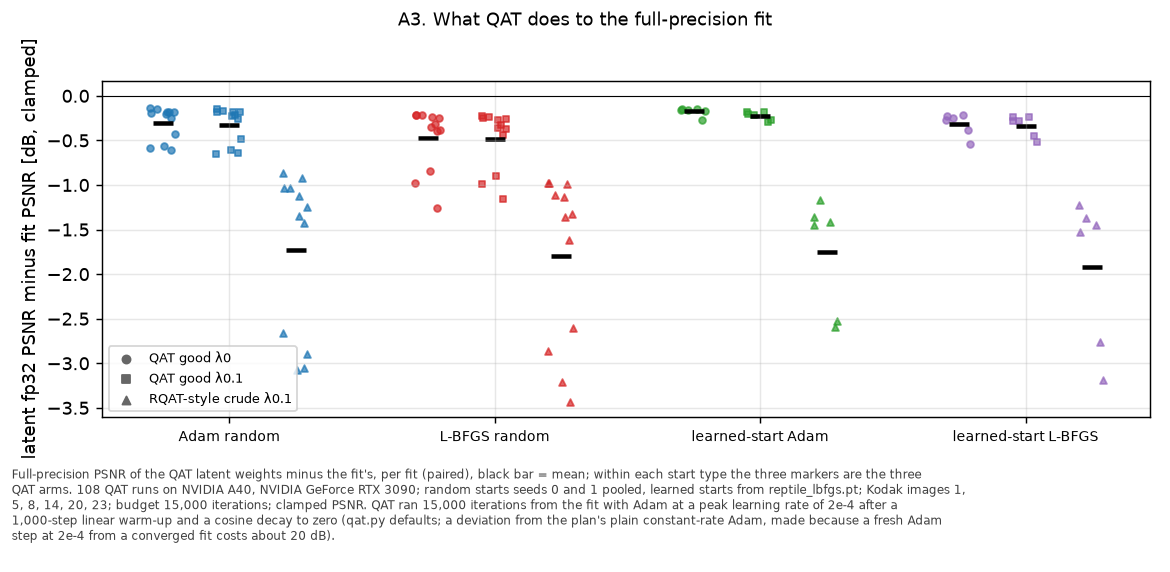 A3. What QAT does to the full-precision fit
latent fp32 PSNR minus fit PSNR [dB, clamped]
0.0
−0.5
−1.0
−1.5
−2.0
−2.5
−3.0
−3.5
QAT good λ0
QAT good λ0.1
RQAT-style crude λ0.1
Adam random
L-BFGS random
learned-start Adam
learned-start L-BFGS
Full-precision PSNR of the QAT latent weights minus the fit's, per fit (paired), black bar = mean; within each start type the three markers are the three
QAT arms. 108 QAT runs on NVIDIA A40, NVIDIA GeForce RTX 3090; random starts seeds 0 and 1 pooled, learned starts from reptile_lbfgs.pt; Kodak images 1,
5, 8, 14, 20, 23; budget 15,000 iterations; clamped PSNR. QAT ran 15,000 iterations from the fit with Adam at a peak learning rate of 2e-4 after a
1,000-step linear warm-up and a cosine decay to zero (qat.py defaults; a deviation from the plan's plain constant-rate Adam, made because a fresh Adam
step at 2e-4 from a converged fit costs about 20 dB).